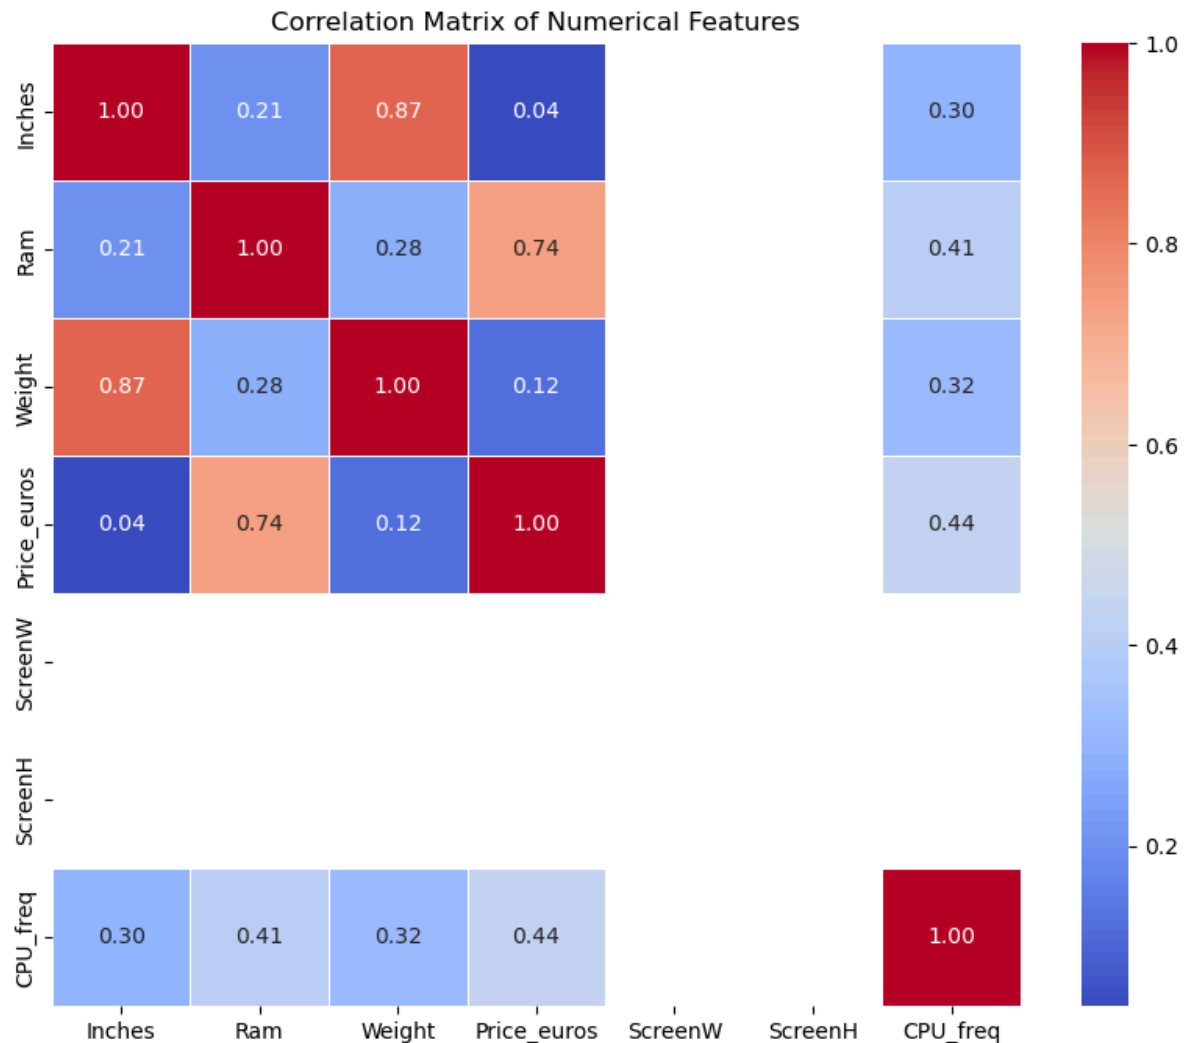 Correlation Matrix of Numerical Features
Inches 1.00 0.21 0.87 0.04 0.30
Ram 0.21 1.00 0.28 0.74 0.41
Weight 0.87 0.28 1.00 0.12 0.32
Price_euros 0.04 0.74 0.12 1.00 0.44
ScreenW
ScreenH
CPU_freq 0.30 0.41 0.32 0.44 1.00
Inches Ram Weight Price_euros ScreenW ScreenH CPU_freq
1.0
0.8
0.6
0.4
0.2